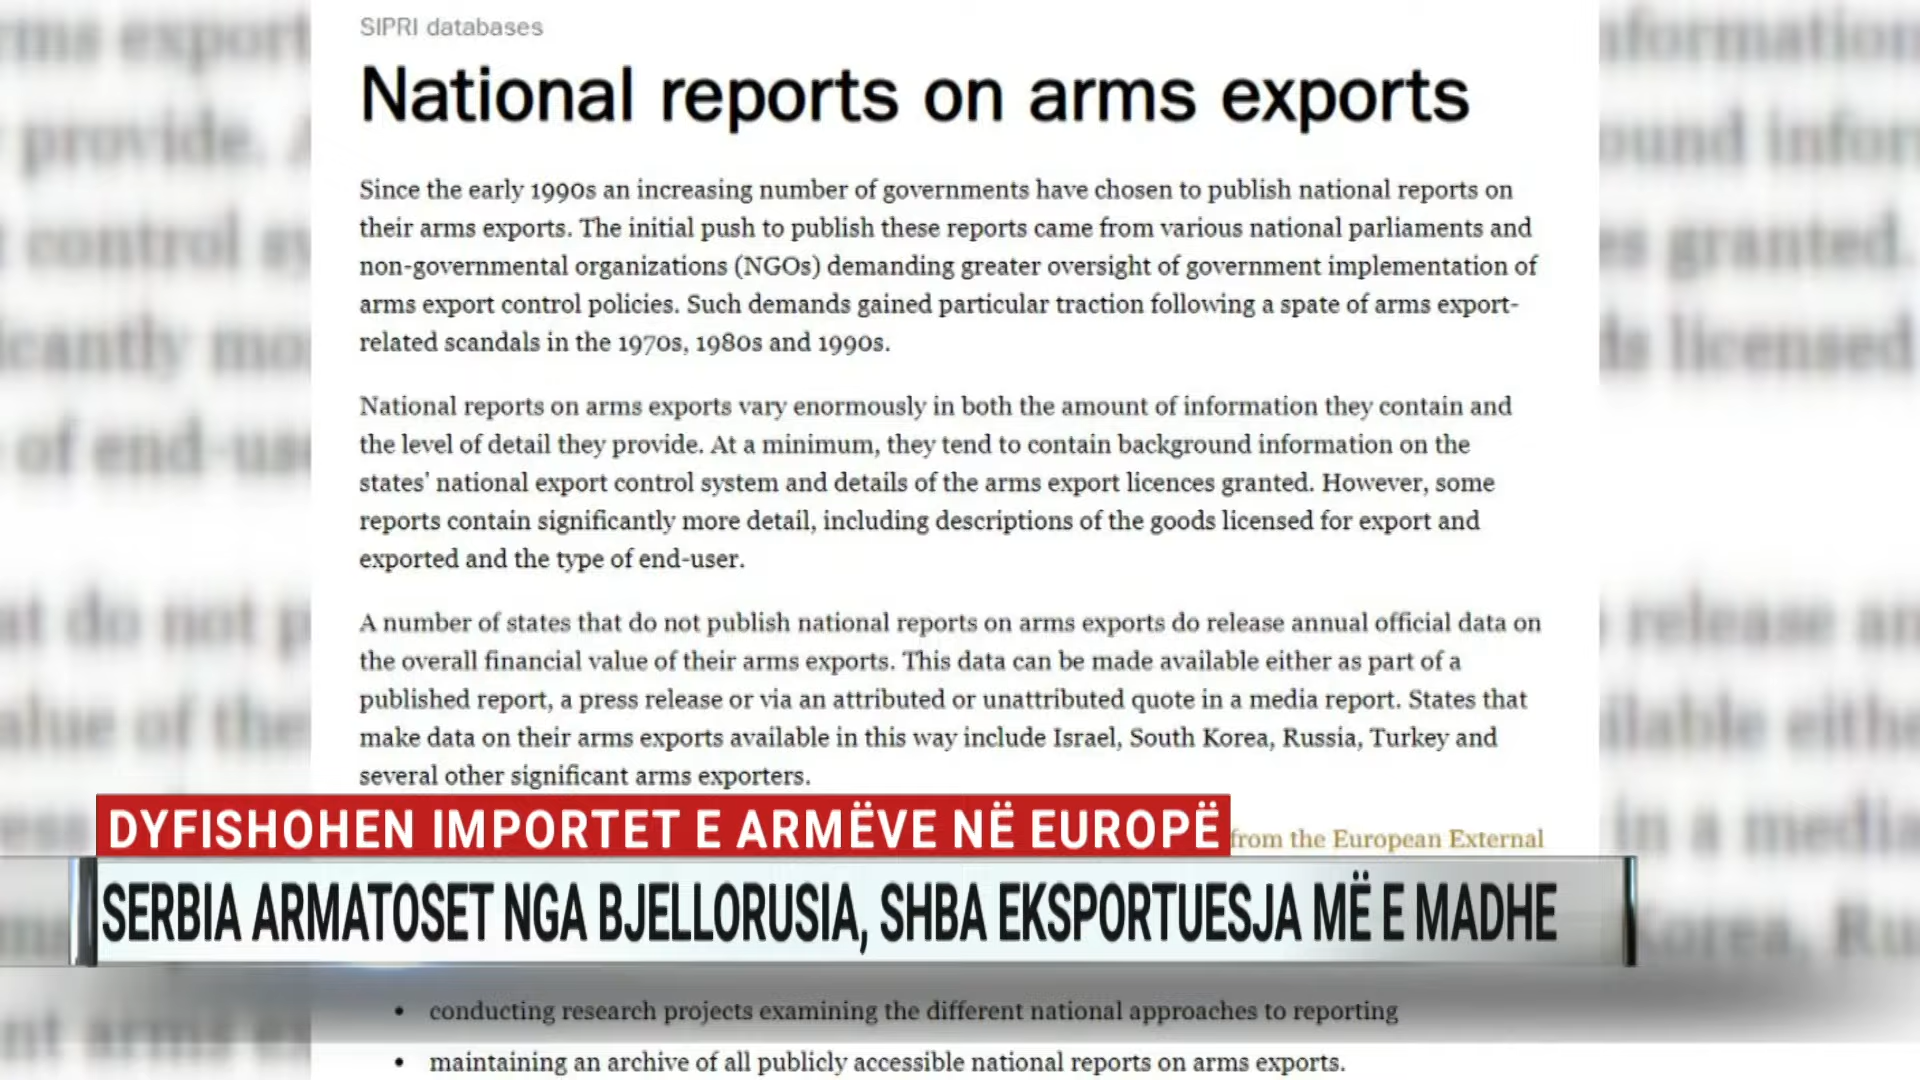 SIPRI databases
National reports on arms exports
Since the early 1990s an increasing number of governments have chosen to publish national reports on
their arms exports. The initial push to publish these reports came from various national parliaments and
non-governmental organizations (NGOs) demanding greater oversight of government implementation of
arms export control policies. Such demands gained particular traction following a spate of arms export-
related scandals in the 1970s, 1980s and 1990s.
National reports on arms exports vary enormously in both the amount of information they contain and
the level of detail they provide. At a minimum, they tend to contain background information on the
states' national export control system and details of the arms export licences granted. However, some
reports contain significantly more detail, including descriptions of the goods licensed for export and
exported and the type of end-user.
A number of states that do not publish national reports on arms exports do release annual official data on
the overall financial value of their arms exports. This data can be made available either as part of a
published report, a press release or via an attributed or unattributed quote in a media report. States that
make data on their arms exports available in this way include Israel, South Korea, Russia, Turkey and
several other significant arms exporters.
DYFISHOHEN IMPORTET E ARMËVE NË EUROPË
from the European External
SERBIA ARMATOSET NGA BJELLORUSIA, SHBA EKSPORTUESJA MË E MADHE
• conducting research projects examining the different national approaches to reporting
• maintaining an archive of all publicly accessible national reports on arms exports.